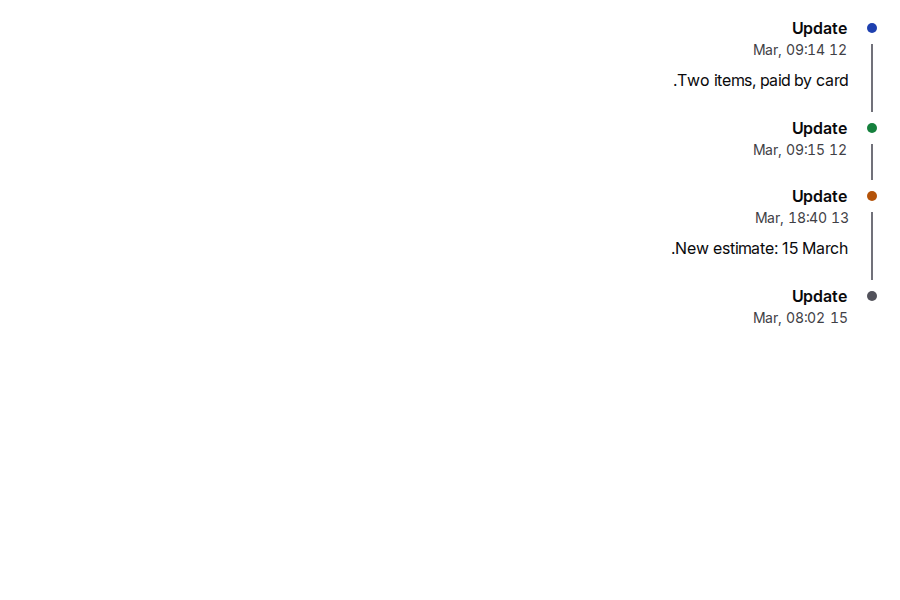 Update
Mar, 09:14 12
.Two items, paid by card
Update
Mar, 09:15 12
Update
Mar, 18:40 13
.New estimate: 15 March
Update
Mar, 08:02 15